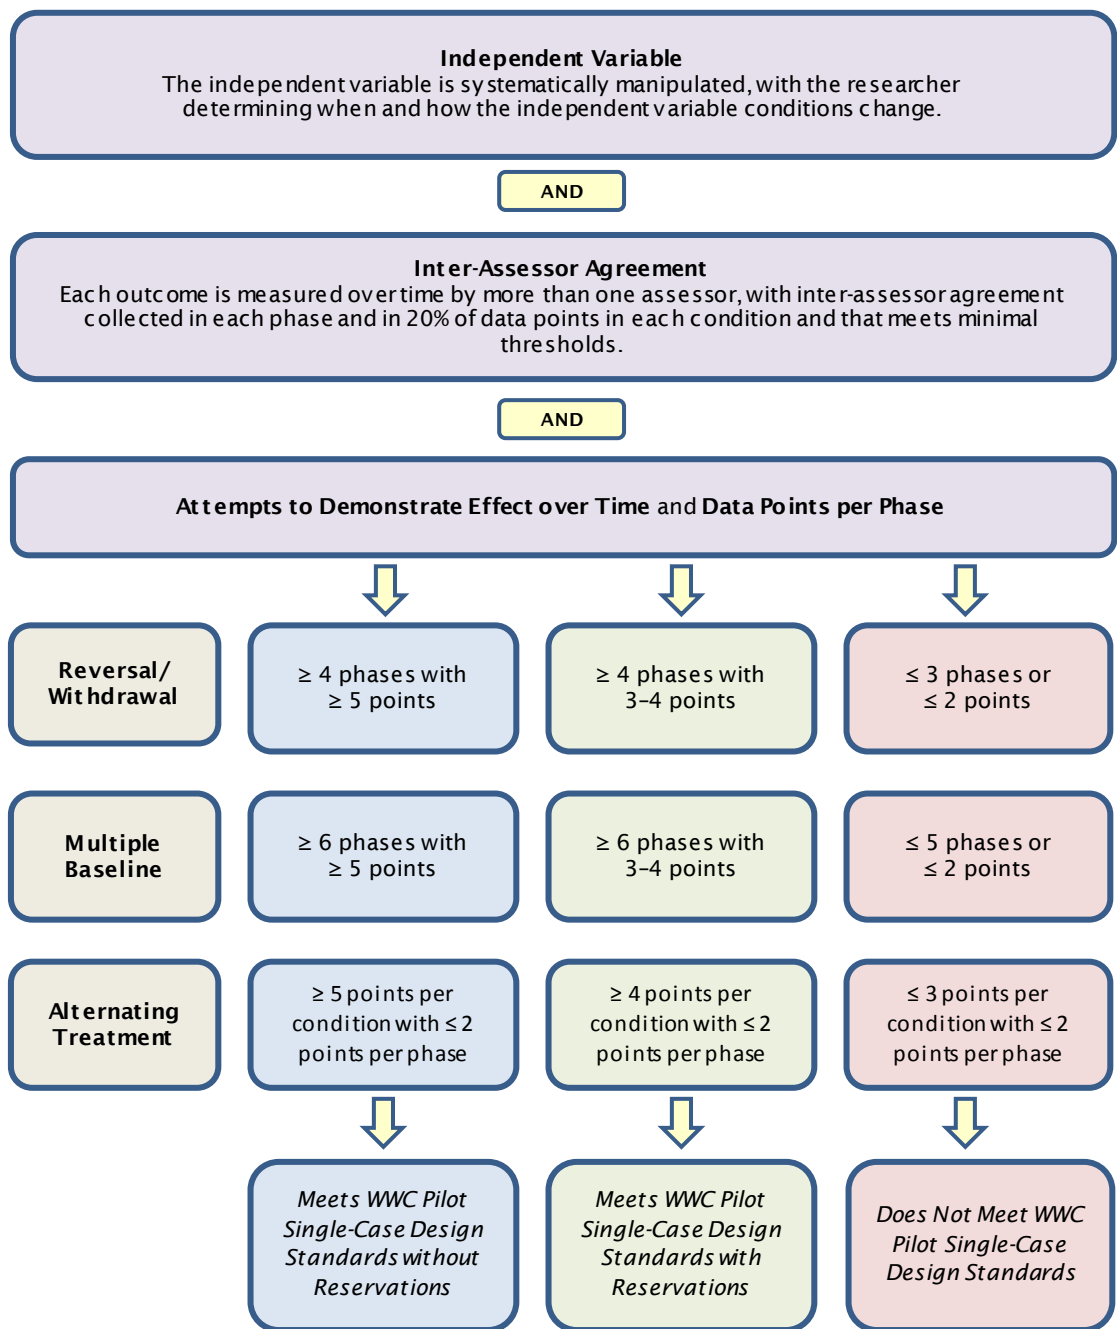 Independent Variable
The independent variable is systematically manipulated, with the researcher
determining when and how the independent variable conditions change.
AND
Inter-Assessor Agreement
Each outcome is measured over time by more than one assessor, with inter-assessor agreement
collected in each phase and in 20% of data points in each condition and that meets minimal
thresholds.
AND
Attempts to Demonstrate Effect over Time and Data Points per Phase
Reversal/
Withdrawal
≥ 4 phases with
≥ 5 points
≥ 4 phases with
3–4 points
≤ 3 phases or
≤ 2 points
Multiple
Baseline
≥ 6 phases with
≥ 5 points
≥ 6 phases with
3–4 points
≤ 5 phases or
≤ 2 points
Alternating
Treatment
≥ 5 points per
condition with ≤ 2
points per phase
≥ 4 points per
condition with ≤ 2
points per phase
≤ 3 points per
condition with ≤ 2
points per phase
Meets WWC Pilot
Single-Case Design
Standards without
Reservations
Meets WWC Pilot
Single-Case Design
Standards with
Reservations
Does Not Meet WWC
Pilot Single-Case
Design Standards